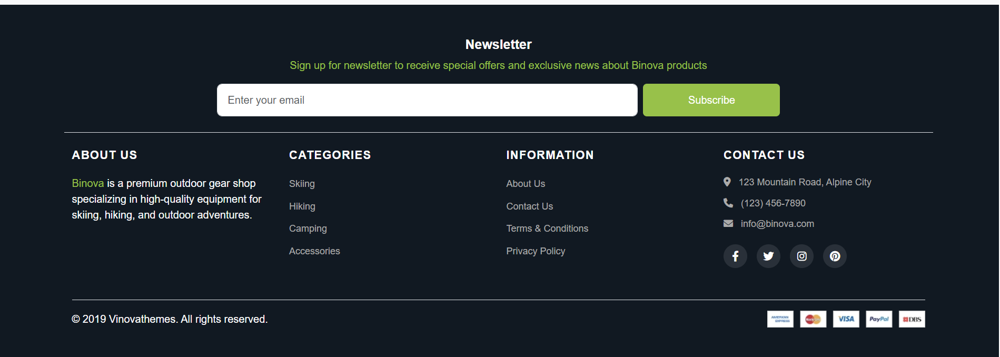 Newsletter
Sign up for newsletter to receive special offers and exclusive news about Binova products
Enter your email
Subscribe
ABOUT US
Binova is a premium outdoor gear shop
specializing in high-quality equipment for
skiing, hiking, and outdoor adventures.
CATEGORIES
Skiing
Hiking
Camping
Accessories
INFORMATION
About Us
Contact Us
Terms & Conditions
Privacy Policy
CONTACT US
123 Mountain Road, Alpine City
(123) 456-7890
info@binova.com
© 2019 Vinovathemes. All rights reserved.
AMERICAN
EXPRESS
MasterCard
VISA
PayPal
DBS